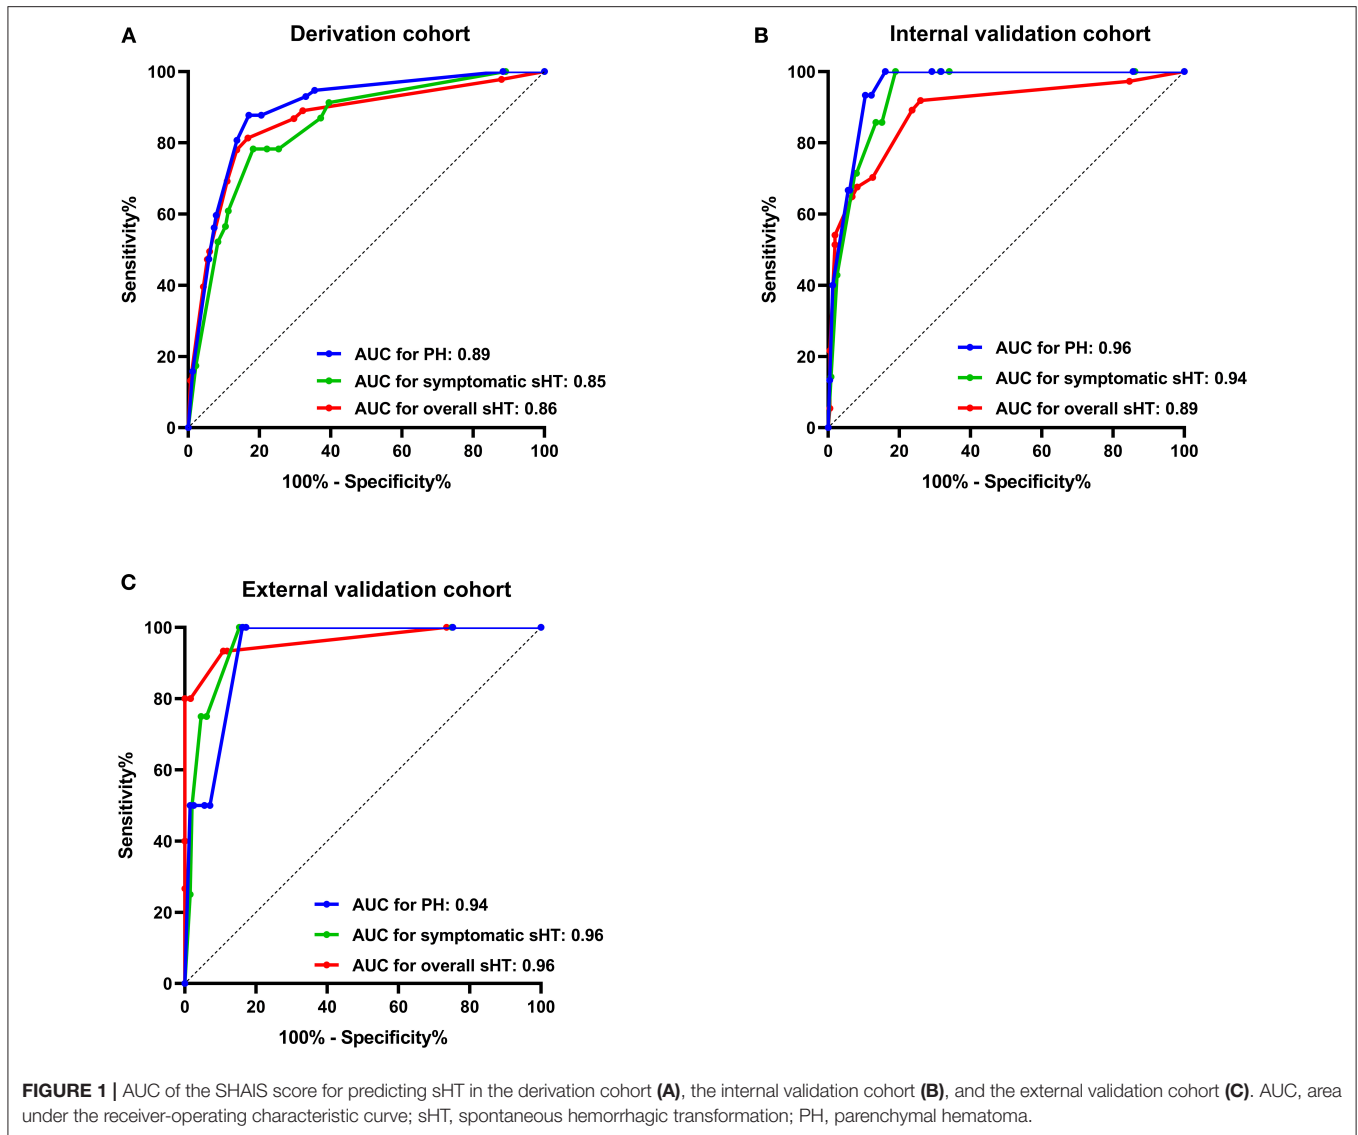 A
Derivation cohort
100
80
60
40
20
0
Sensitivity%
AUC for PH: 0.89
AUC for symptomatic sHT: 0.85
AUC for overall sHT: 0.86
0 20 40 60 80 100
100% - Specificity%
B
Internal validation cohort
100
80
60
40
20
0
Sensitivity%
AUC for PH: 0.96
AUC for symptomatic sHT: 0.94
AUC for overall sHT: 0.89
0 20 40 60 80 100
100% - Specificity%
C
External validation cohort
100
80
60
40
20
0
Sensitivity%
AUC for PH: 0.94
AUC for symptomatic sHT: 0.96
AUC for overall sHT: 0.96
0 20 40 60 80 100
100% - Specificity%
FIGURE 1 | AUC of the SHAIS score for predicting sHT in the derivation cohort (A), the internal validation cohort (B), and the external validation cohort (C). AUC, area
under the receiver-operating characteristic curve; sHT, spontaneous hemorrhagic transformation; PH, parenchymal hematoma.